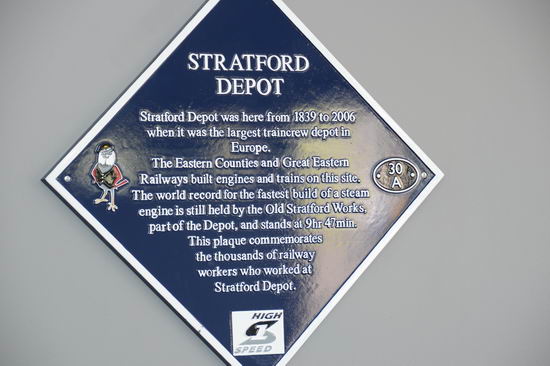 STRATFORD
DEPOT
Stratford Depot was here from 1839 to 2006
when it was the largest traincrew depot in
Europe.
The Eastern Counties and Great Eastern
Railways built engines and trains on this site.
The world record for the fastest build of a steam
engine is still held by the Old Stratford Works,
part of the Depot, and stands at 9hr 47min.
This plaque commemorates
the thousands of railway
workers who worked at
Stratford Depot.
30
A
HIGH
1
SPEED